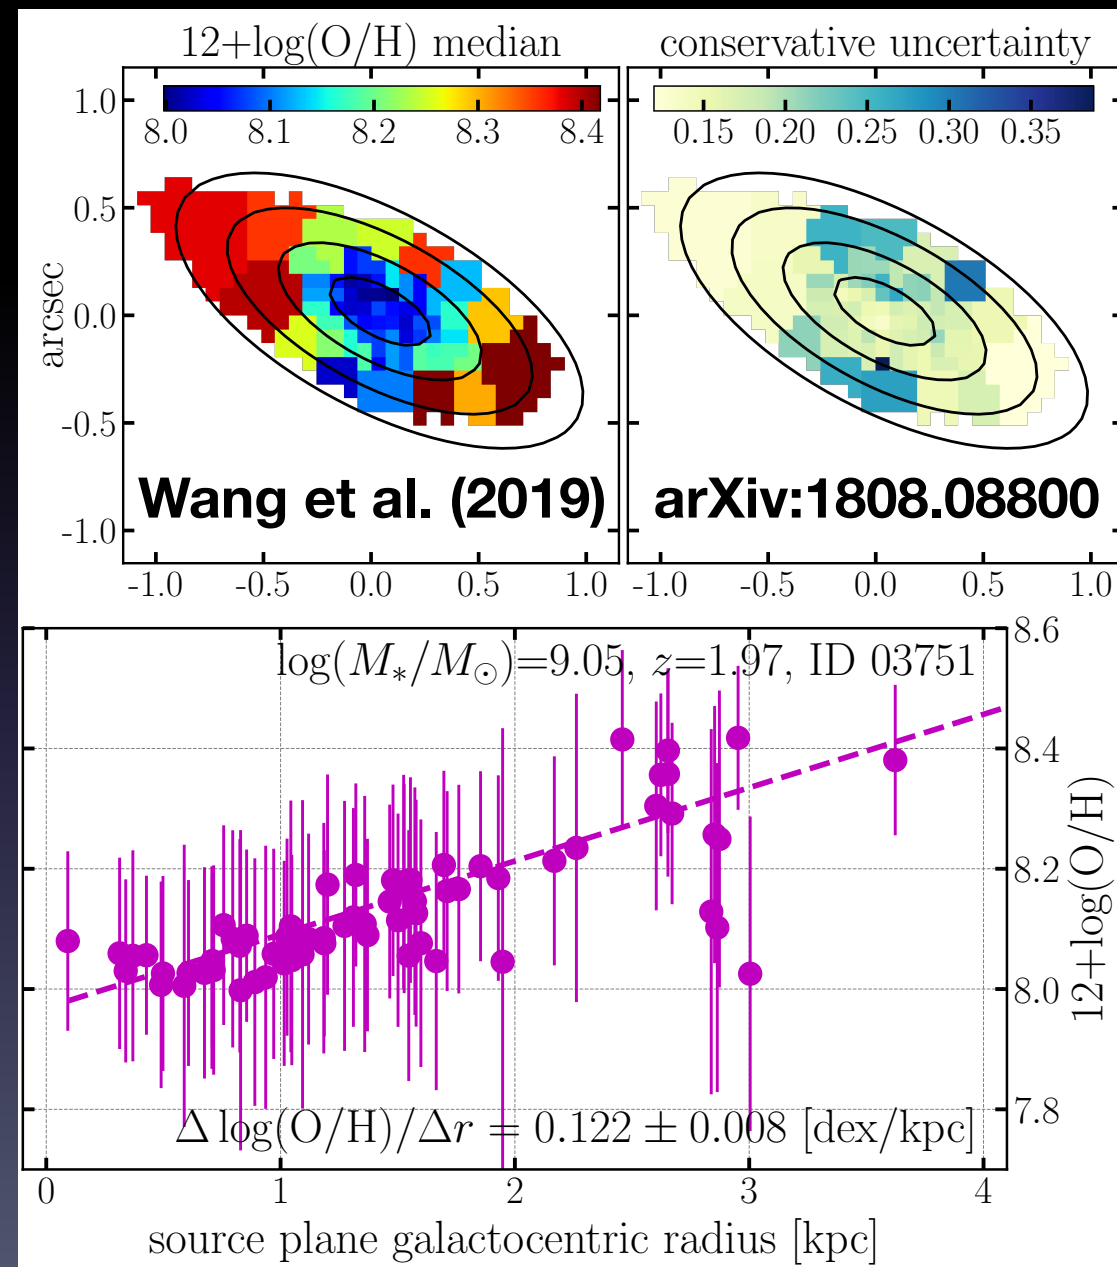 12+log(O/H) median
conservative uncertainty
8.0 8.1 8.2 8.3 8.4
0.15 0.20 0.25 0.30 0.35
1.0
0.5
0.0
-0.5
-1.0
arcsec
Wang et al. (2019)
arXiv:1808.08800
-1.0 -0.5 0.0 0.5 1.0
-1.0 -0.5 0.0 0.5 1.0
log(M*/M⊙)=9.05, z=1.97, ID 03751
8.6
8.4
8.2
8.0
7.8
12+log(O/H)
Δ log(O/H)/Δr = 0.122 ± 0.008 [dex/kpc]
0 1 2 3 4
source plane galactocentric radius [kpc]